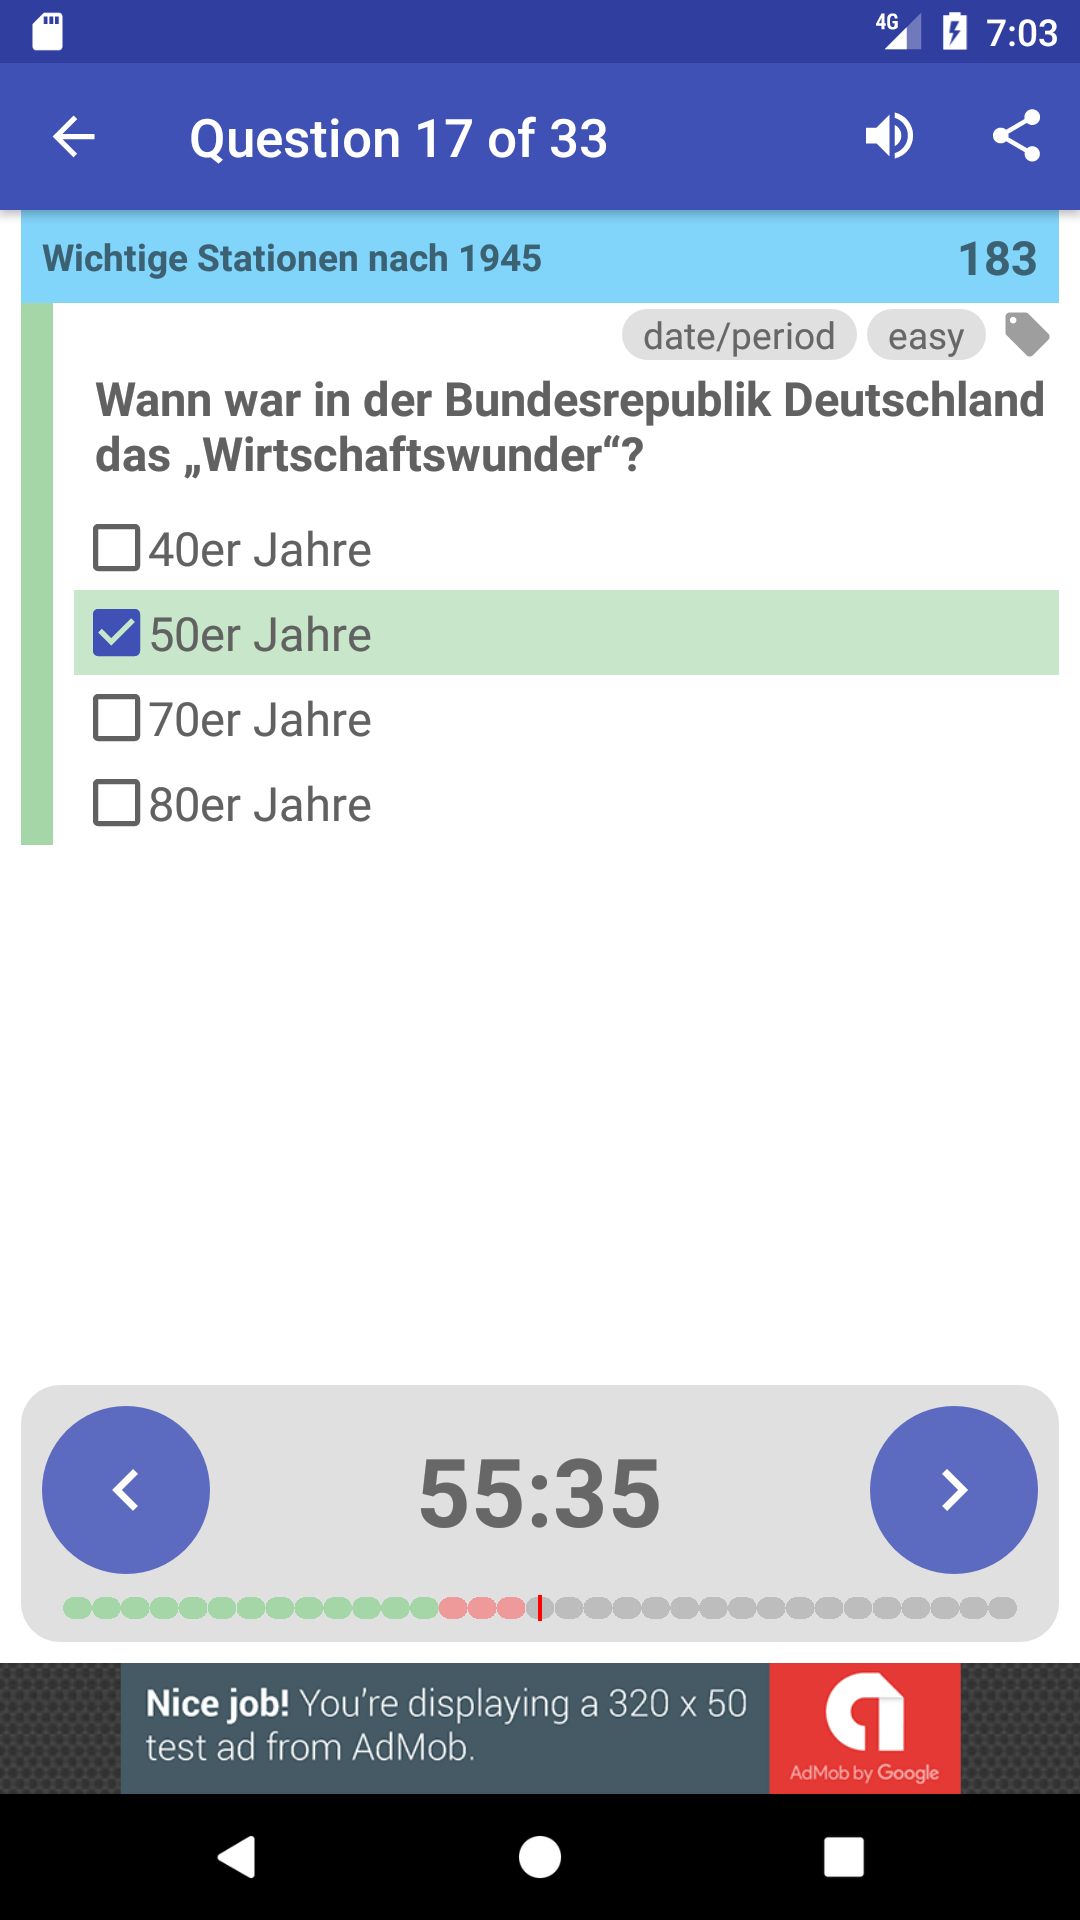 4G 7:03
Question 17 of 33
Wichtige Stationen nach 1945 183
date/period easy
Wann war in der Bundesrepublik Deutschland
das „Wirtschaftswunder“?
40er Jahre
50er Jahre
70er Jahre
80er Jahre
55:35
Nice job! You're displaying a 320 x 50
test ad from AdMob.
AdMob by Google